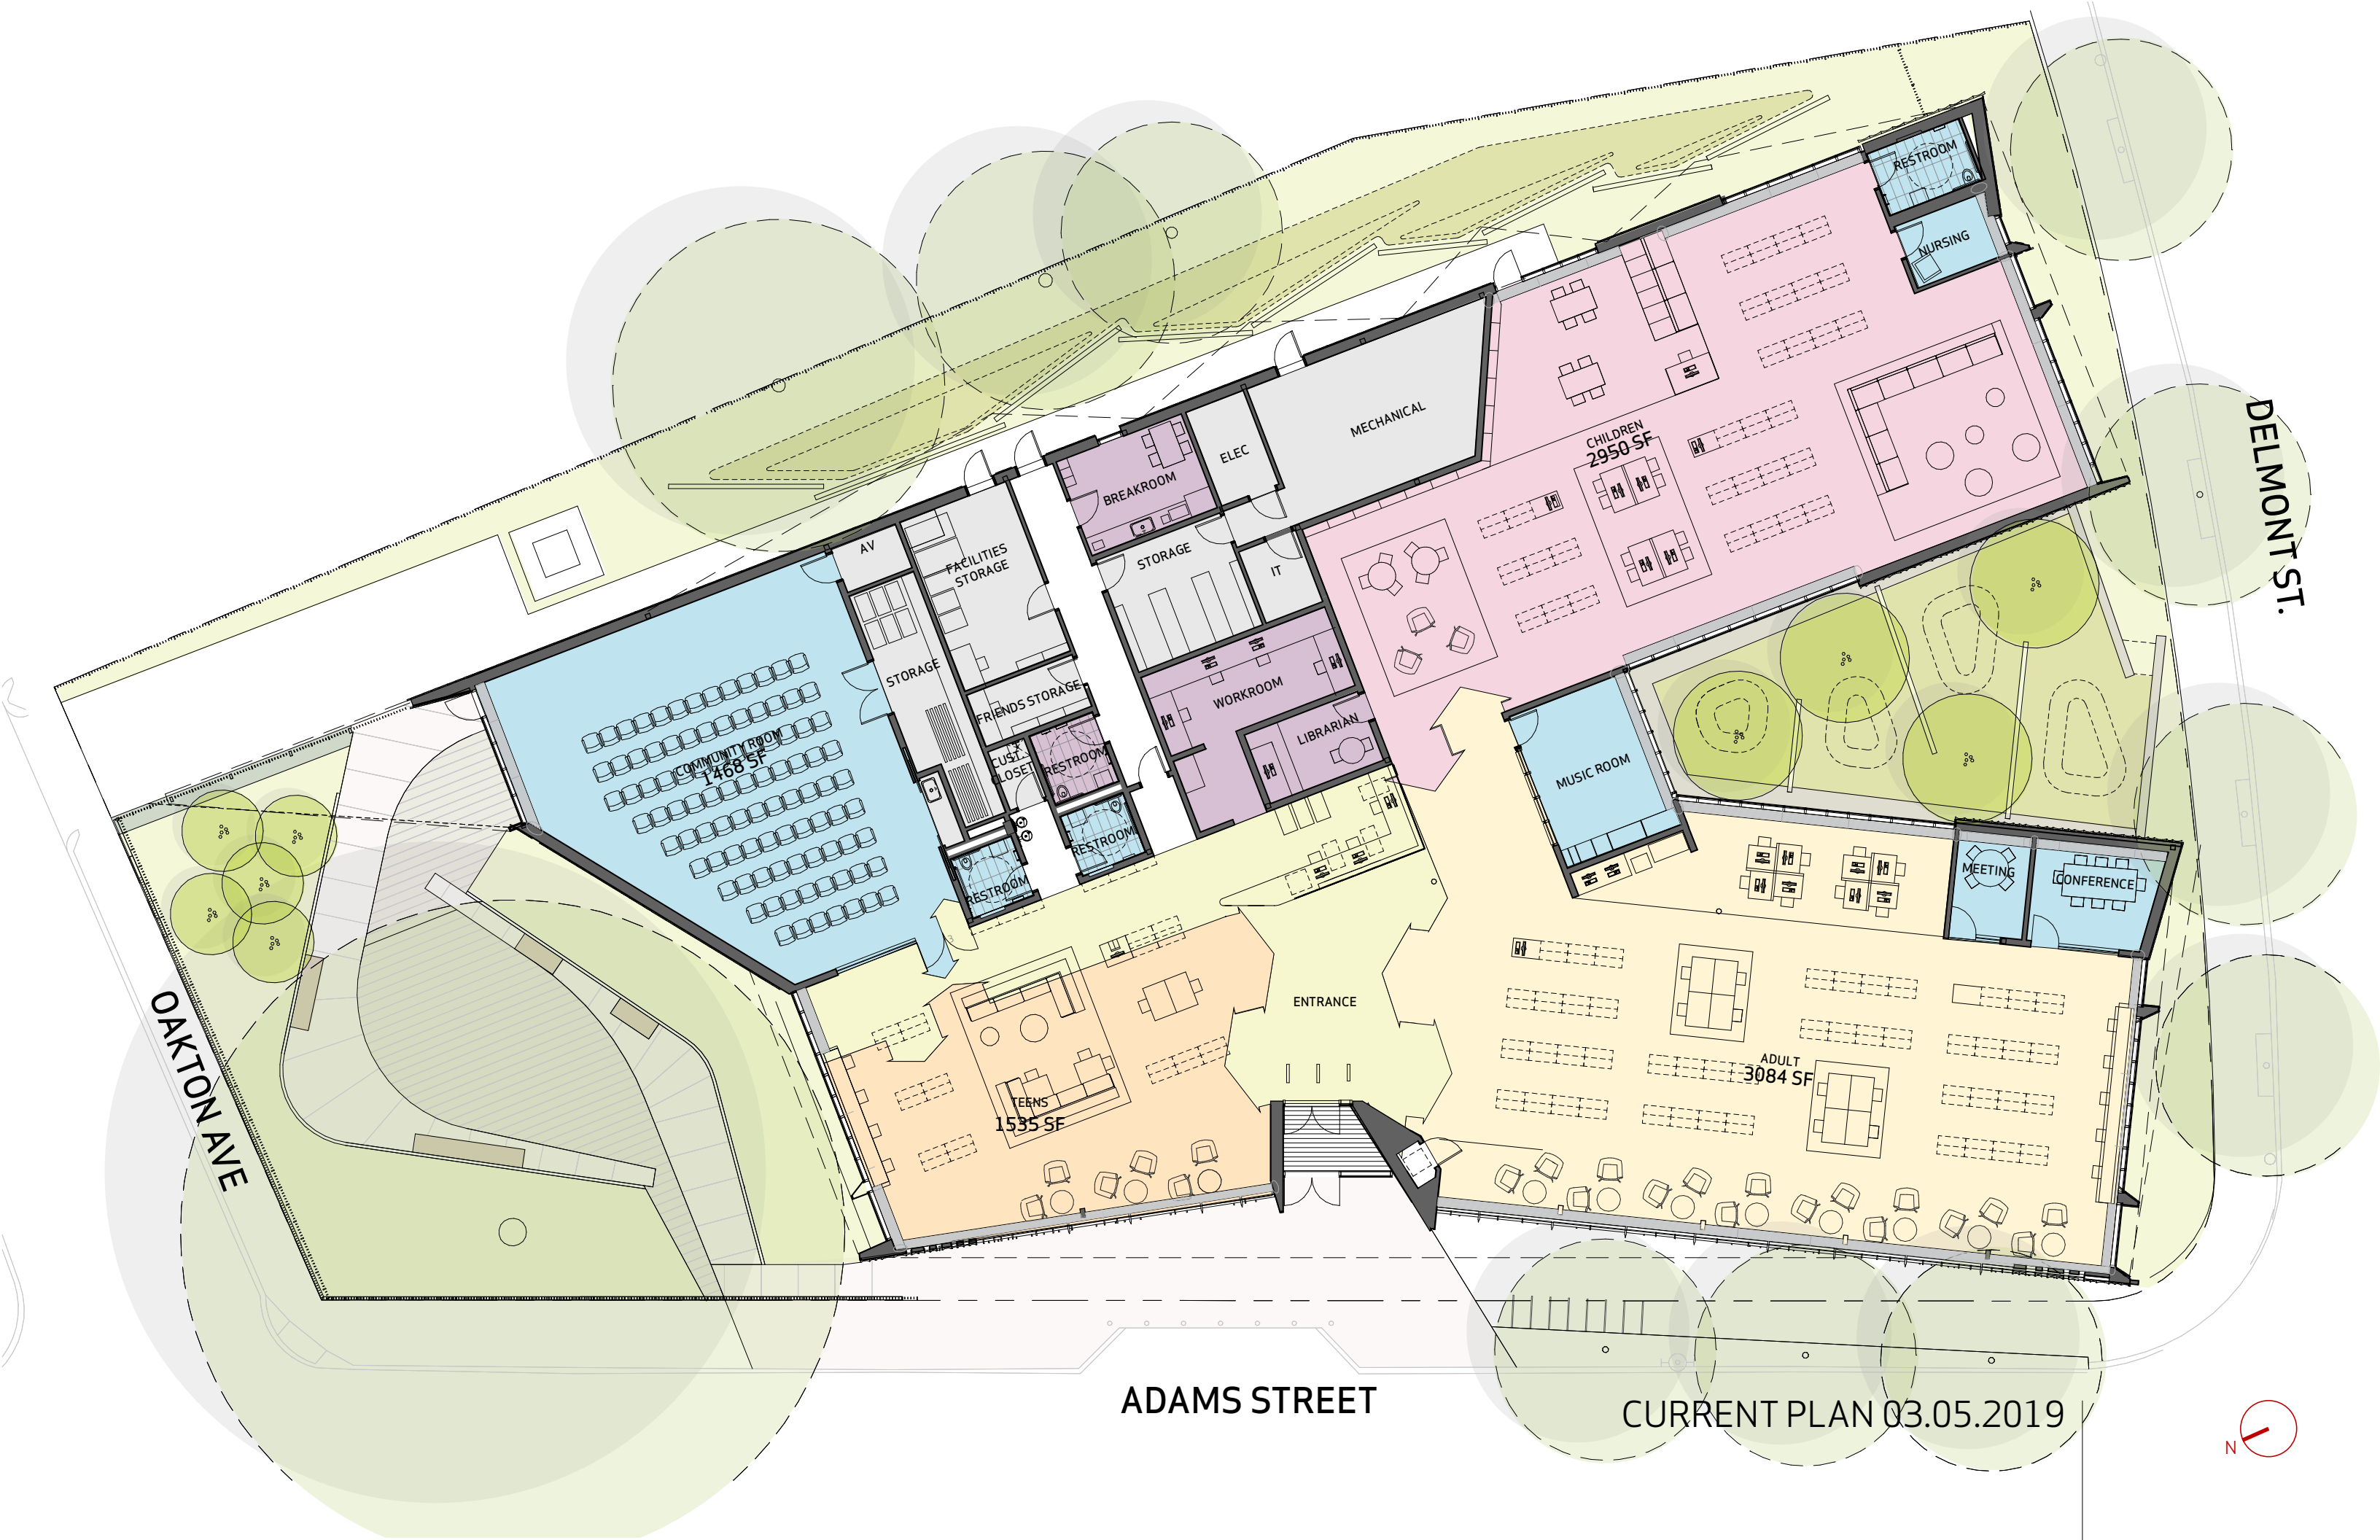 RESTROOM
NURSING
MECHANICAL
CHILDREN
2950 SF
ELEC
BREAKROOM
AV
FACILITIES
STORAGE
STORAGE
IT
STORAGE
FRIENDS STORAGE
WORKROOM
LIBRARIAN
COMMUNITY ROOM
1468 SF
CUST.
CLOSET
RESTROOM
RESTROOM
RESTROOM
MUSIC ROOM
MEETING
CONFERENCE
ENTRANCE
TEENS
1535 SF
ADULT
3084 SF
DELMONT ST.
OAKTON AVE
ADAMS STREET
CURRENT PLAN 03.05.2019
N